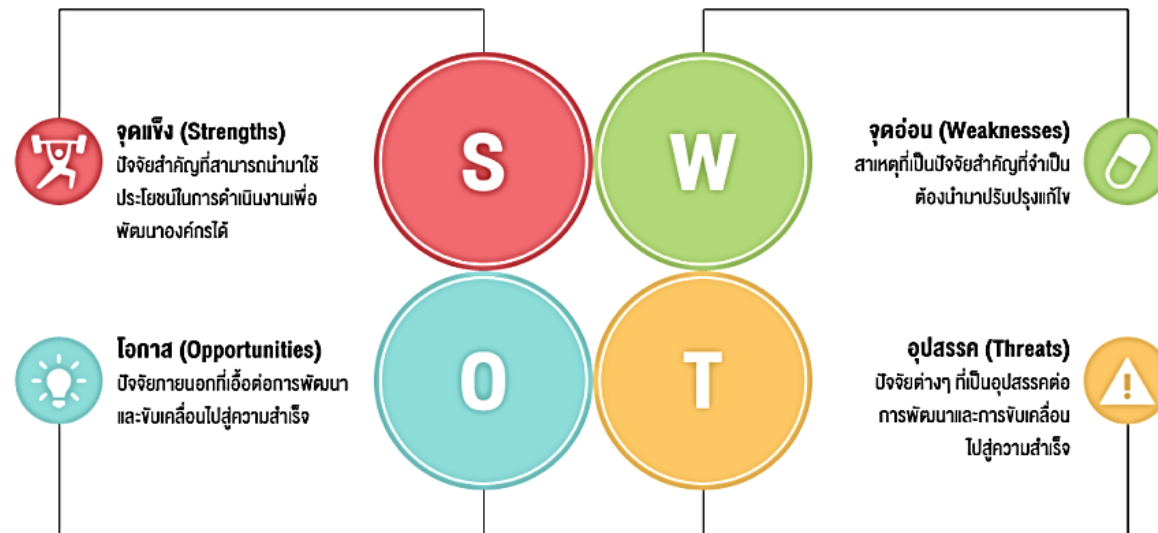 S
W
จุดแข็ง (Strengths)
ปัจจัยสำคัญที่สามารถนำมาใช้
ประโยชน์ในการดำเนินงานเพื่อ
พัฒนาองค์กรได้
จุดอ่อน (Weaknesses)
สาเหตุที่เป็นปัจจัยสำคัญที่จำเป็น
ต้องนำมาปรับปรุงแก้ไข
O
T
โอกาส (Opportunities)
ปัจจัยภายนอกที่เอื้อต่อการพัฒนา
และขับเคลื่อนไปสู่ความสำเร็จ
อุปสรรค (Threats)
ปัจจัยต่างๆ ที่เป็นอุปสรรคต่อ
การพัฒนาและการขับเคลื่อน
ไปสู่ความสำเร็จ